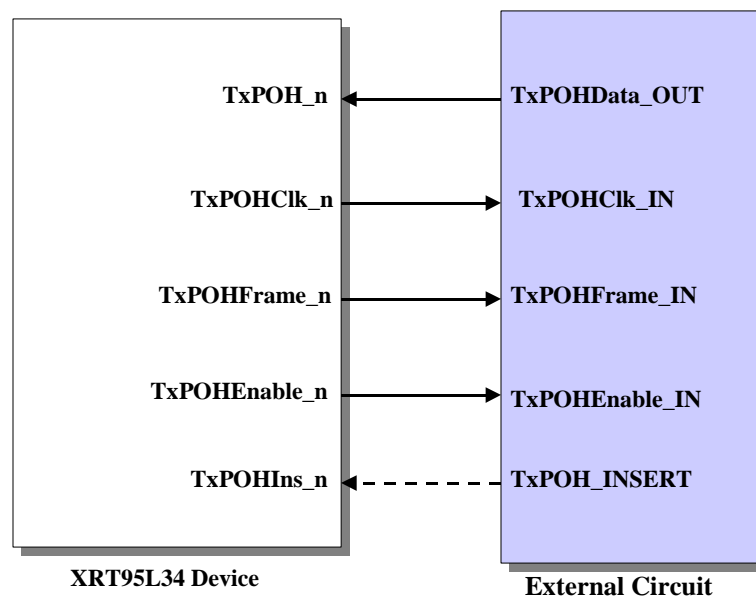 TxPOH_n
TxPOHData_OUT
TxPOHClk_n
TxPOHClk_IN
TxPOHFrame_n
TxPOHFrame_IN
TxPOHEnable_n
TxPOHEnable_IN
TxPOHIns_n
TxPOH_INSERT
XRT95L34 Device
External Circuit